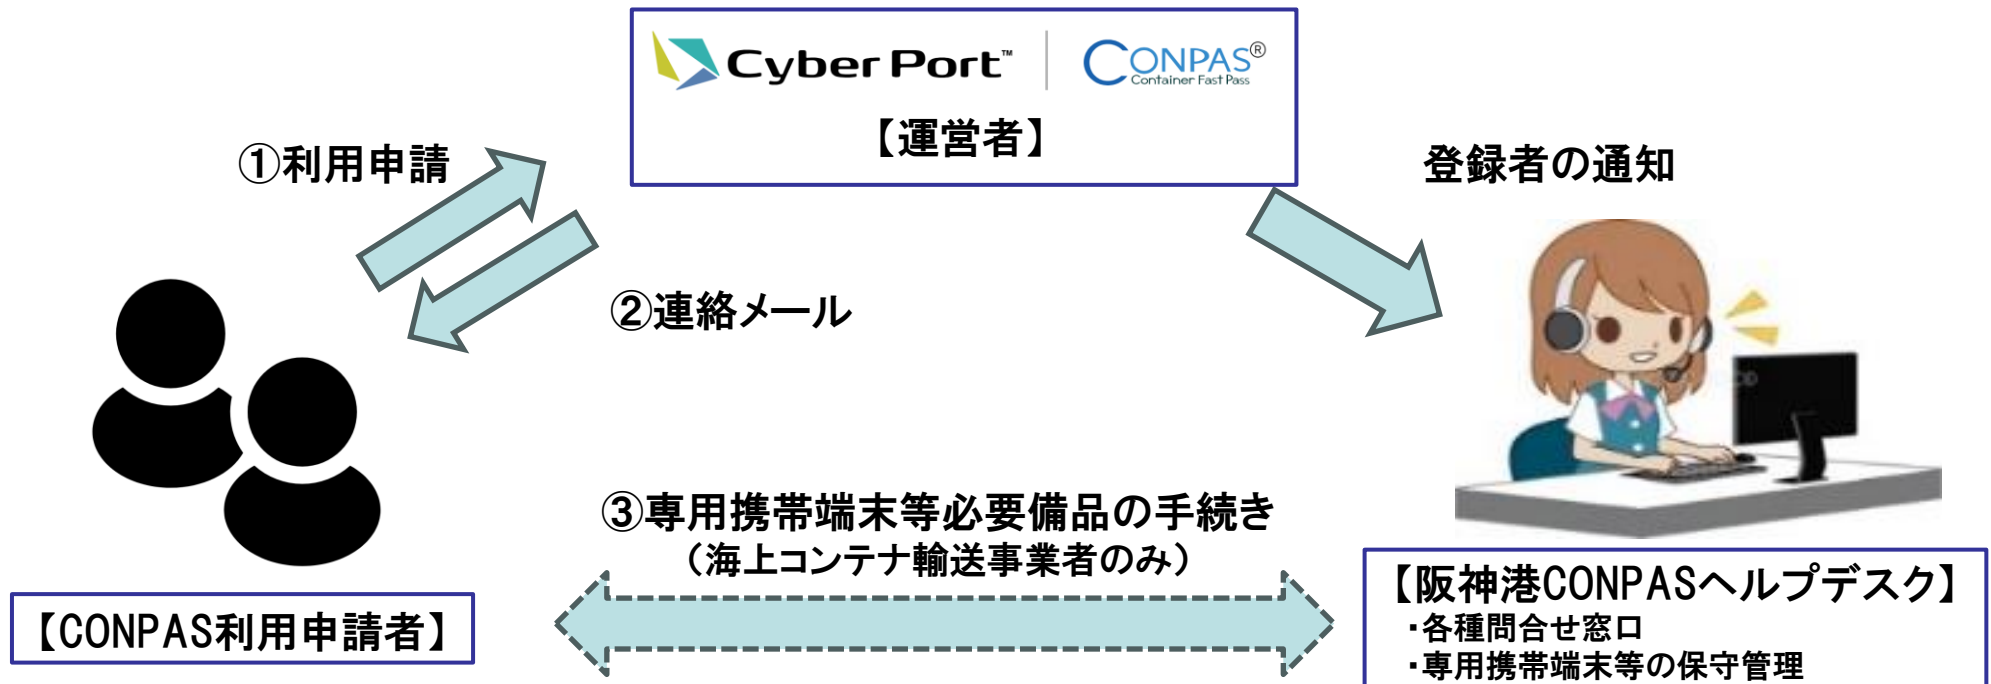 Cyber Port™
CONPAS®
Container Fast Pass
【運営者】
①利用申請
登録者の通知
②連絡メール
③専用携帯端末等必要備品の手続き
（海上コンテナ輸送事業者のみ）
【CONPAS利用申請者】
【阪神港CONPASヘルプデスク】
・各種問合せ窓口
・専用携帯端末等の保守管理